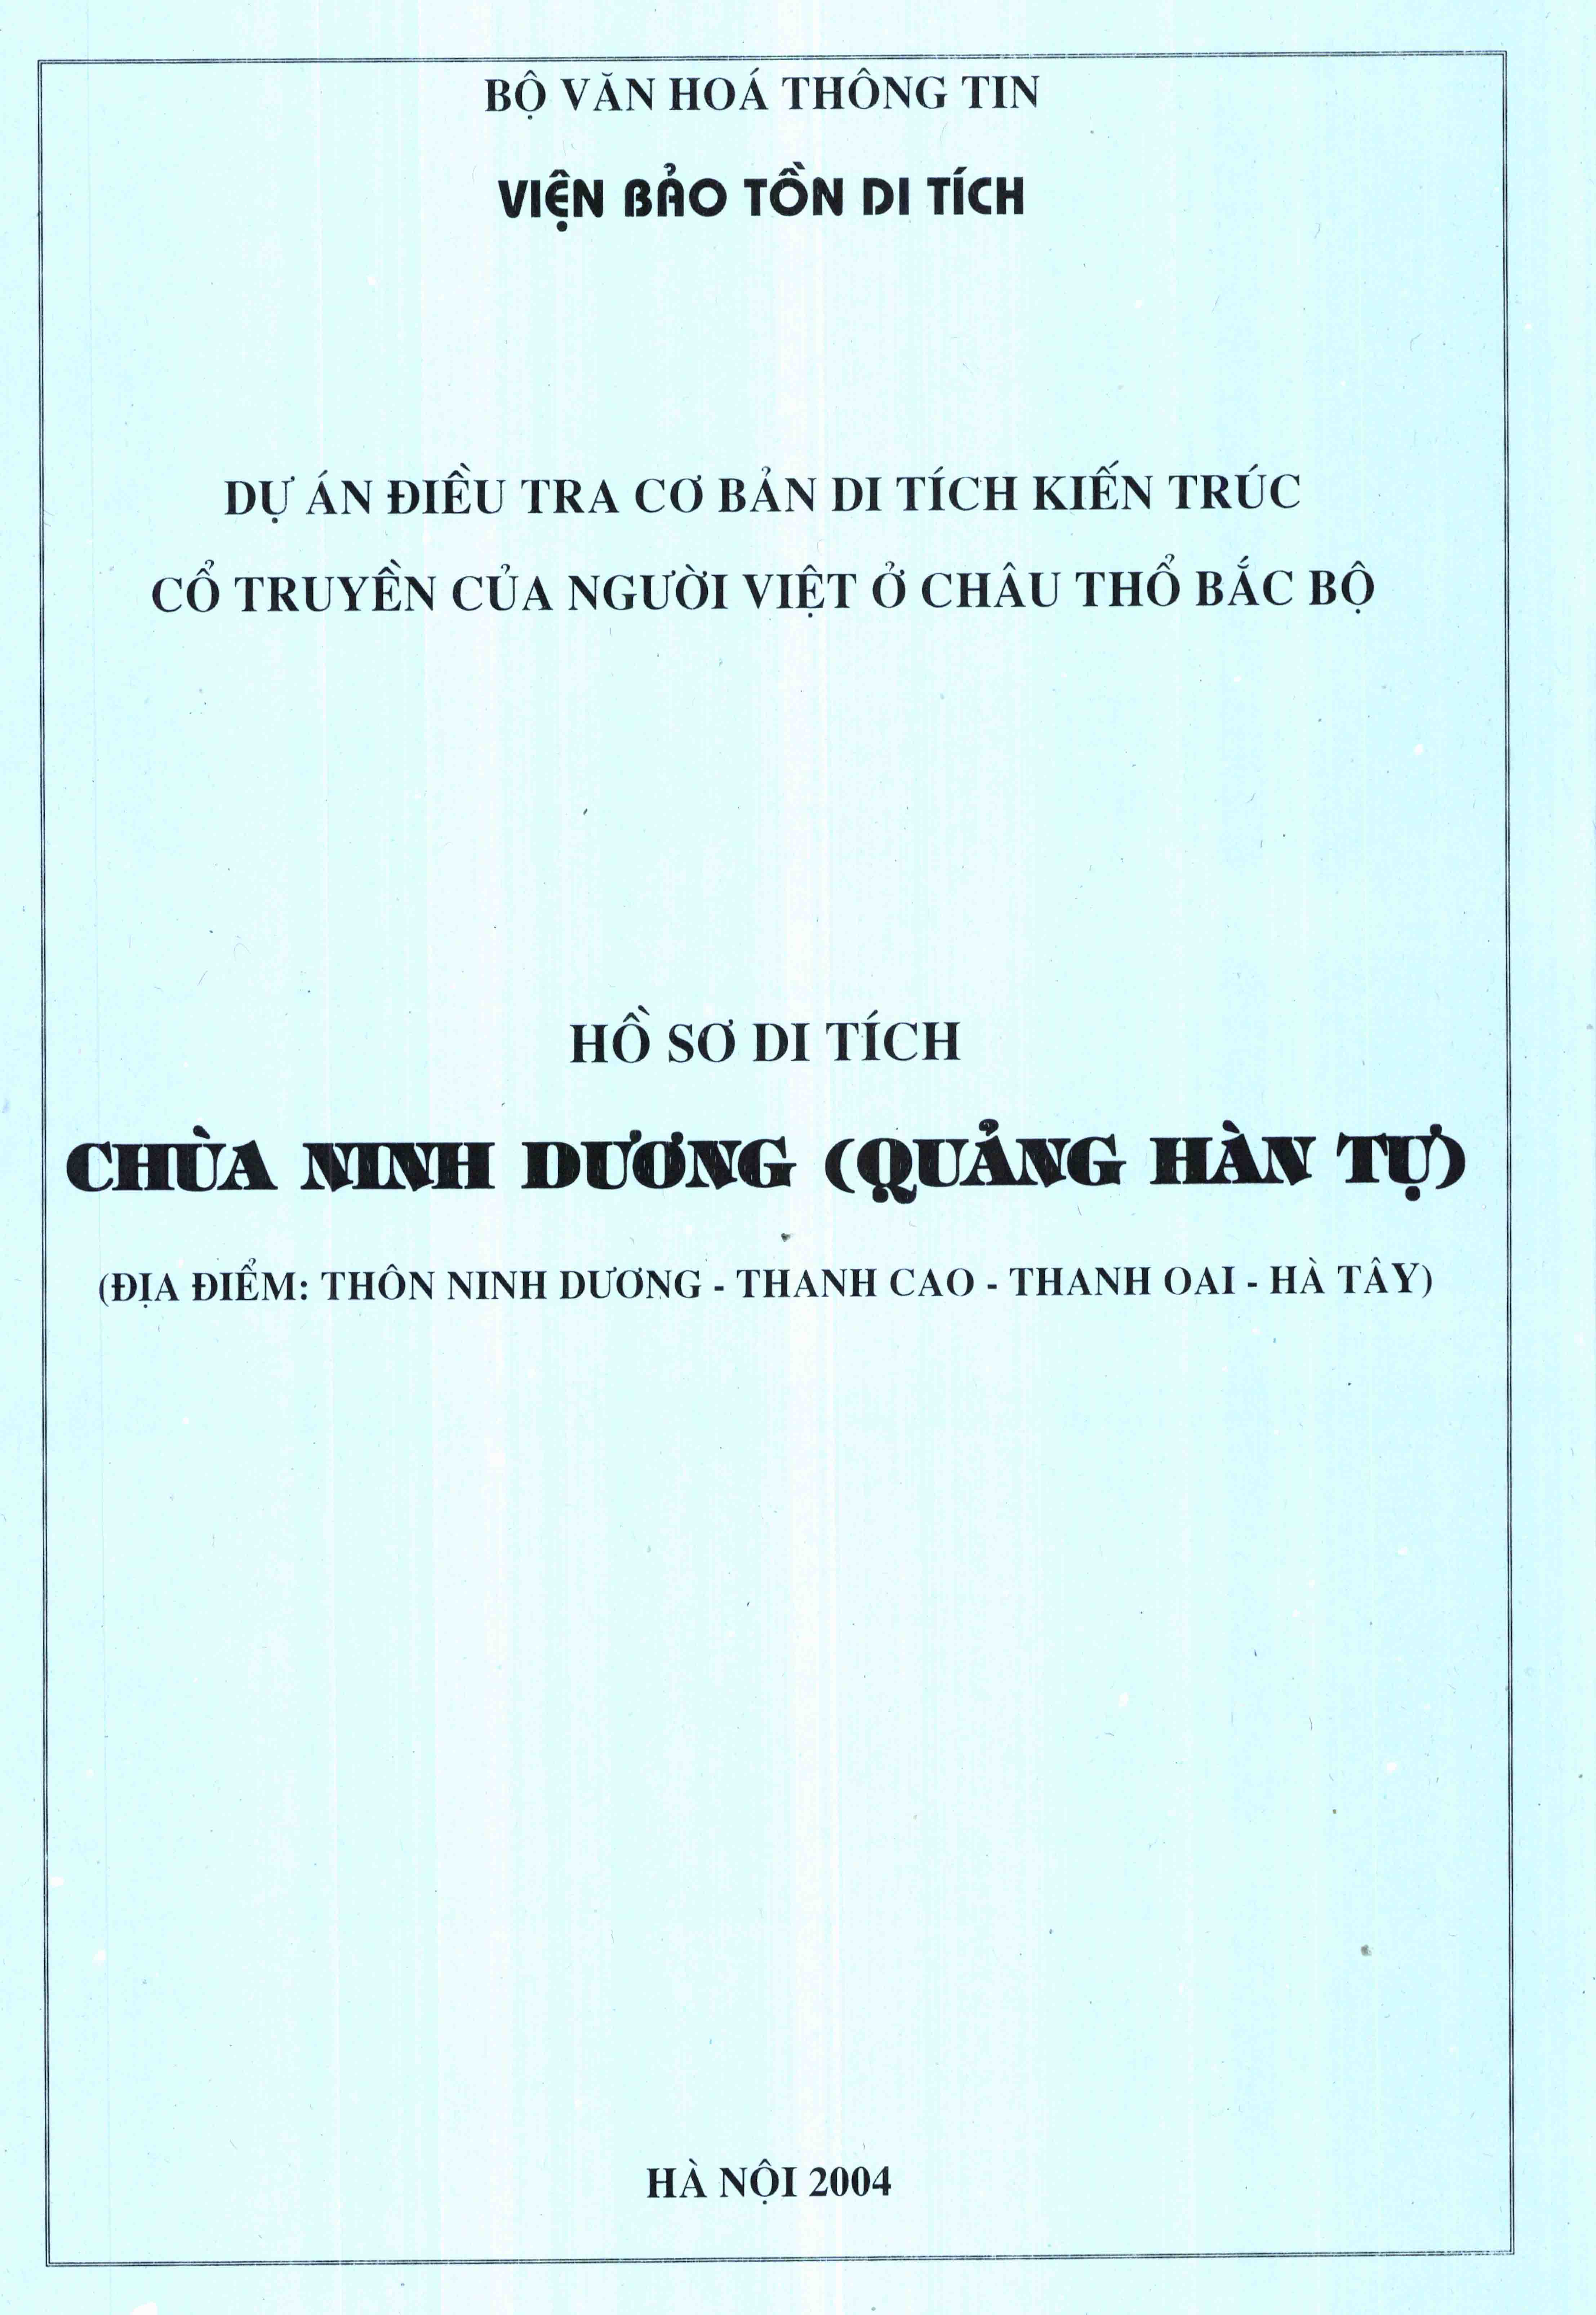 BỘ VĂN HOÁ THÔNG TIN
VIỆN BẢO TỒN DI TÍCH
DỰ ÁN ĐIỀU TRA CƠ BẢN DI TÍCH KIẾN TRÚC
CỔ TRUYỀN CỦA NGƯỜI VIỆT Ở CHÂU THỔ BẮC BỘ
HỒ SƠ DI TÍCH
CHÙA NINH DƯƠNG (QUẢNG HÀN TỰ)
(ĐỊA ĐIỂM: THÔN NINH DƯƠNG - THANH CAO - THANH OAI - HÀ TÂY)
HÀ NỘI 2004